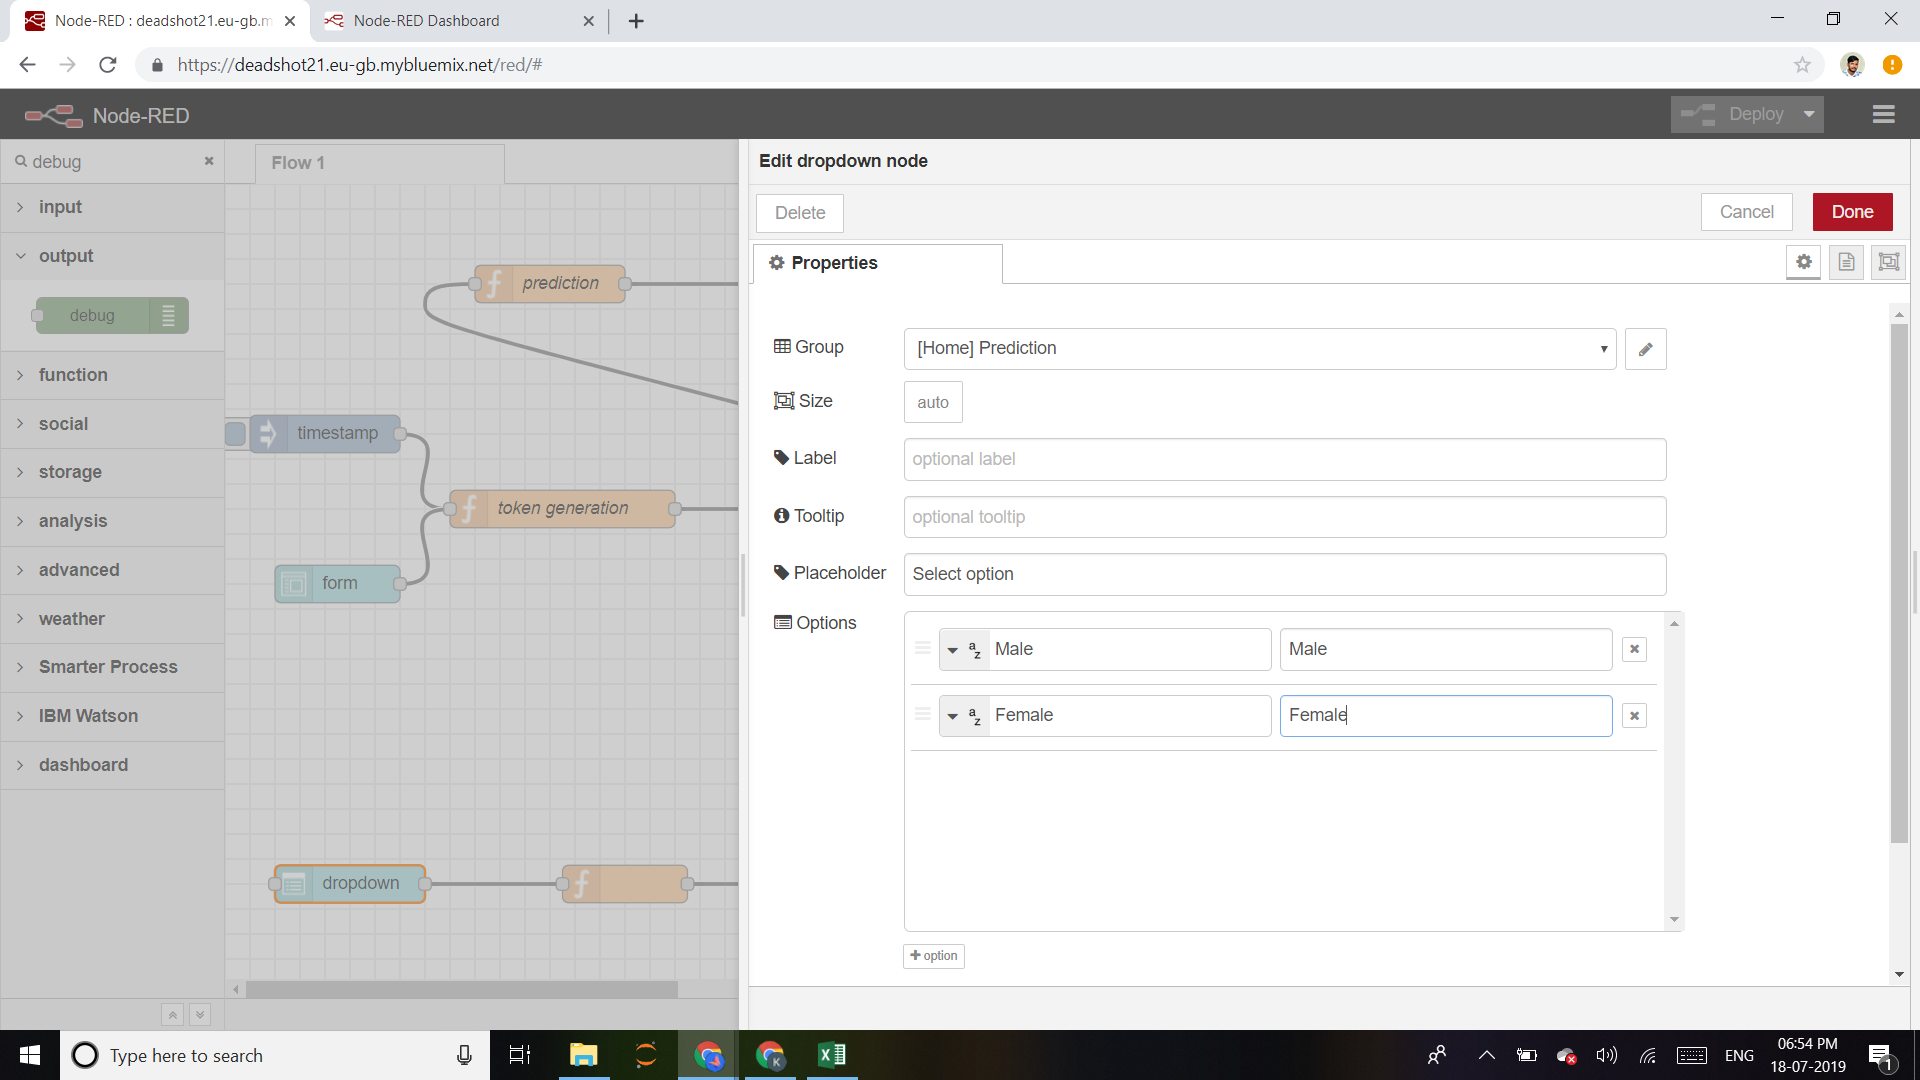 Node-RED : deadshot21.eu-gb.m
Node-RED Dashboard
https://deadshot21.eu-gb.mybluemix.net/red/#
Node-RED
Deploy
debug
Flow 1
Edit dropdown node
Delete
Cancel
Done
Properties
input
output
debug
function
social
storage
analysis
advanced
weather
Smarter Process
IBM Watson
dashboard
prediction
timestamp
token generation
form
dropdown
Group
[Home] Prediction
Size
auto
Label
optional label
Tooltip
optional tooltip
Placeholder
Select option
Options
a
z
Male
Male
a
z
Female
Female
+ option
Type here to search
K
ENG
06:54 PM
18-07-2019
1